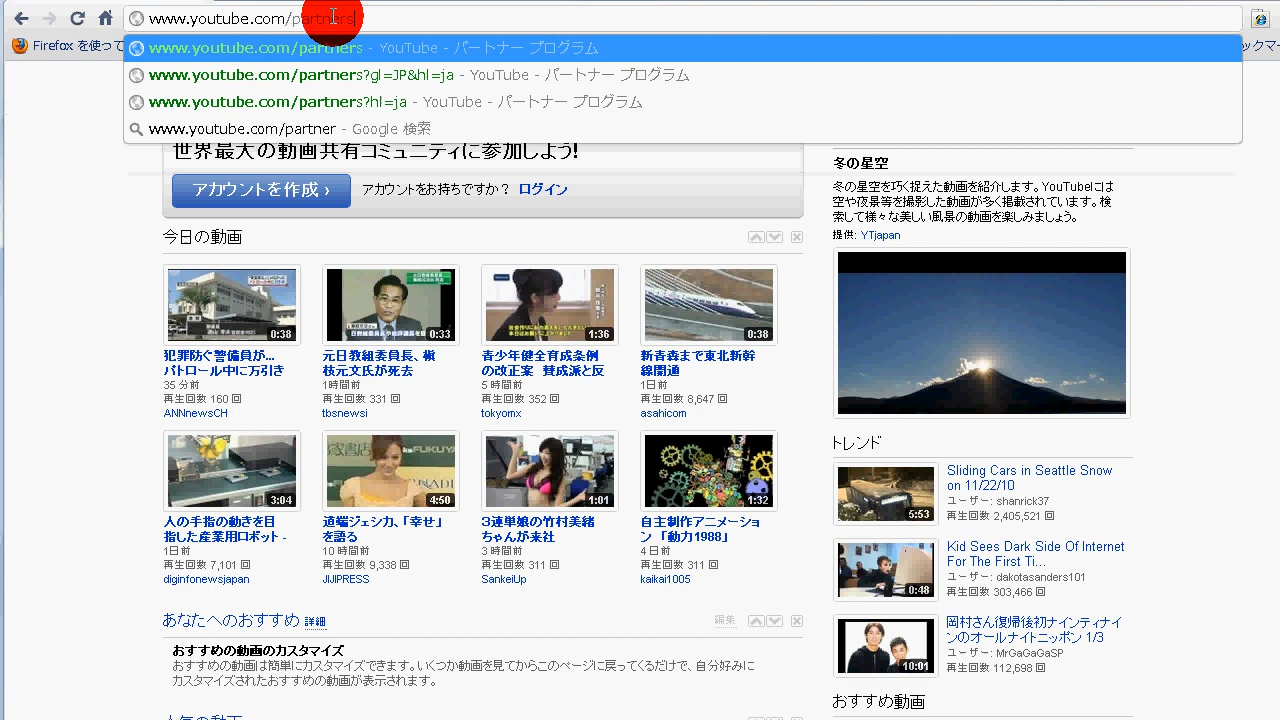 www.youtube.com/partners
Firefox を使って
ックマー
www.youtube.com/partners - YouTube - パートナー プログラム
www.youtube.com/partners?gl=JP&hl=ja - YouTube - パートナー プログラム
www.youtube.com/partners?hl=ja - YouTube - パートナー プログラム
www.youtube.com/partner - Google 検索
世界最大の動画共有コミュニティに参加しよう!
アカウントを作成 ›
アカウントをお持ちですか？ ログイン
今日の動画
0:38
0:33
1:36
0:38
犯罪防ぐ警備員が...
パトロール中に万引き
35 分前
再生回数 160 回
ANNnewsCH
元日教組委員長、槇
枝元文氏が死去
1時間前
再生回数 331 回
tbsnewsi
青少年健全育成条例
の改正案　賛成派と反
5 時間前
再生回数 352 回
tokyomx
新青森まで東北新幹
線開通
1日前
再生回数 8,647 回
asahicom
3:04
4:50
1:01
1:32
人の手指の動きを目
指した産業用ロボット -
1日前
再生回数 7,101 回
diginfonewsjapan
道端ジェシカ、「幸せ」
を語る
10 時間前
再生回数 9,338 回
JIJIPRESS
３連単娘の竹村美緒
ちゃんが来社
3 時間前
再生回数 311 回
SankeiUp
自主制作アニメーショ
ン 「動力1988」
4 日前
再生回数 311 回
kaikai1005
あなたへのおすすめ 詳細
編集
おすすめの動画のカスタマイズ
おすすめの動画は簡単にカスタマイズできます。いくつか動画を見てからこのページに戻ってくるだけで、自分好みに
カスタマイズされたおすすめの動画が表示されます。
冬の星空
冬の星空を巧く捉えた動画を紹介します。YouTubeには
空や夜景等を撮影した動画が多く掲載されています。検
索して様々な美しい風景の動画を楽しみましょう。
提供: YTjapan
トレンド
5:53
Sliding Cars in Seattle Snow
on 11/22/10
ユーザー: shanrick37
再生回数 2,405,521 回
0:48
Kid Sees Dark Side Of Internet
For The First Ti...
ユーザー: dakotasanders101
再生回数 303,466 回
10:01
岡村さん復帰後初ナインティナイ
ンのオールナイトニッポン 1/3
ユーザー: MrGaGaGaSP
再生回数 112,698 回
おすすめ動画